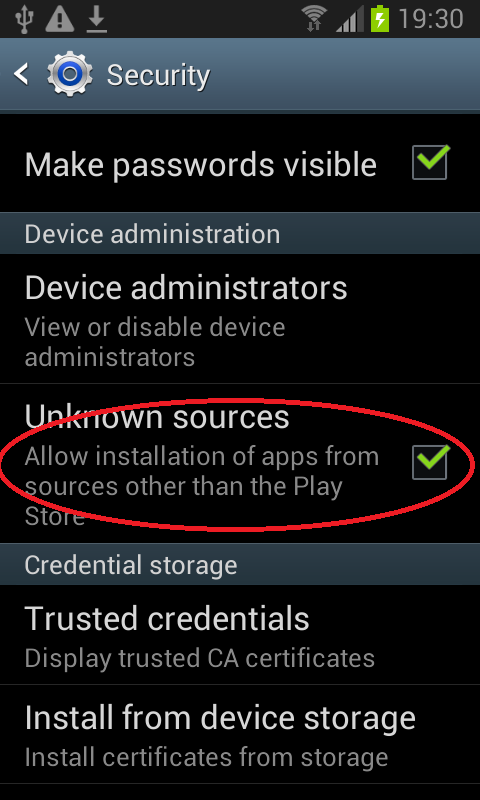 19:30
Security
Make passwords visible
Device administration
Device administrators
View or disable device
administrators
Unknown sources
Allow installation of apps from
sources other than the Play
Store
Credential storage
Trusted credentials
Display trusted CA certificates
Install from device storage
Install certificates from storage